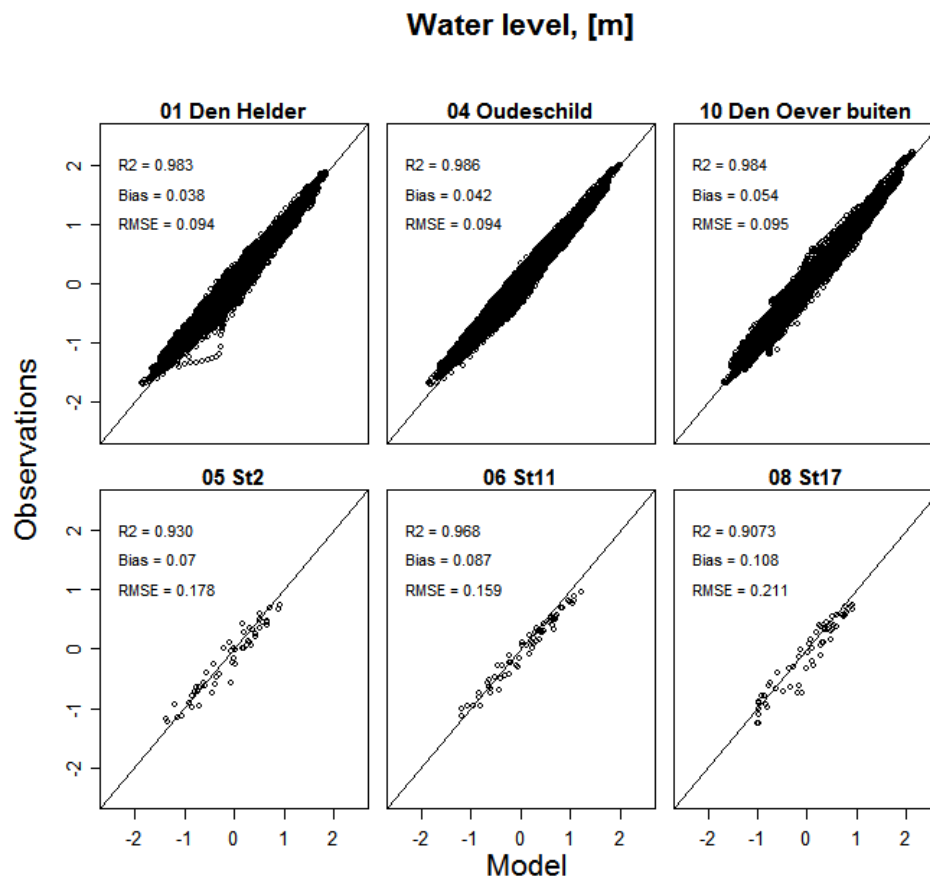 Water level, [m]
01 Den Helder
R2 = 0.983
Bias = 0.038
RMSE = 0.094
04 Oudeschild
R2 = 0.986
Bias = 0.042
RMSE = 0.094
10 Den Oever buiten
R2 = 0.984
Bias = 0.054
RMSE = 0.095
2
1
0
-1
-2
Observations
05 St2
R2 = 0.930
Bias = 0.07
RMSE = 0.178
06 St11
R2 = 0.968
Bias = 0.087
RMSE = 0.159
08 St17
R2 = 0.9073
Bias = 0.108
RMSE = 0.211
2
1
0
-1
-2
-2 -1 0 1 2
-2 -1 0 1 2
-2 -1 0 1 2
Model